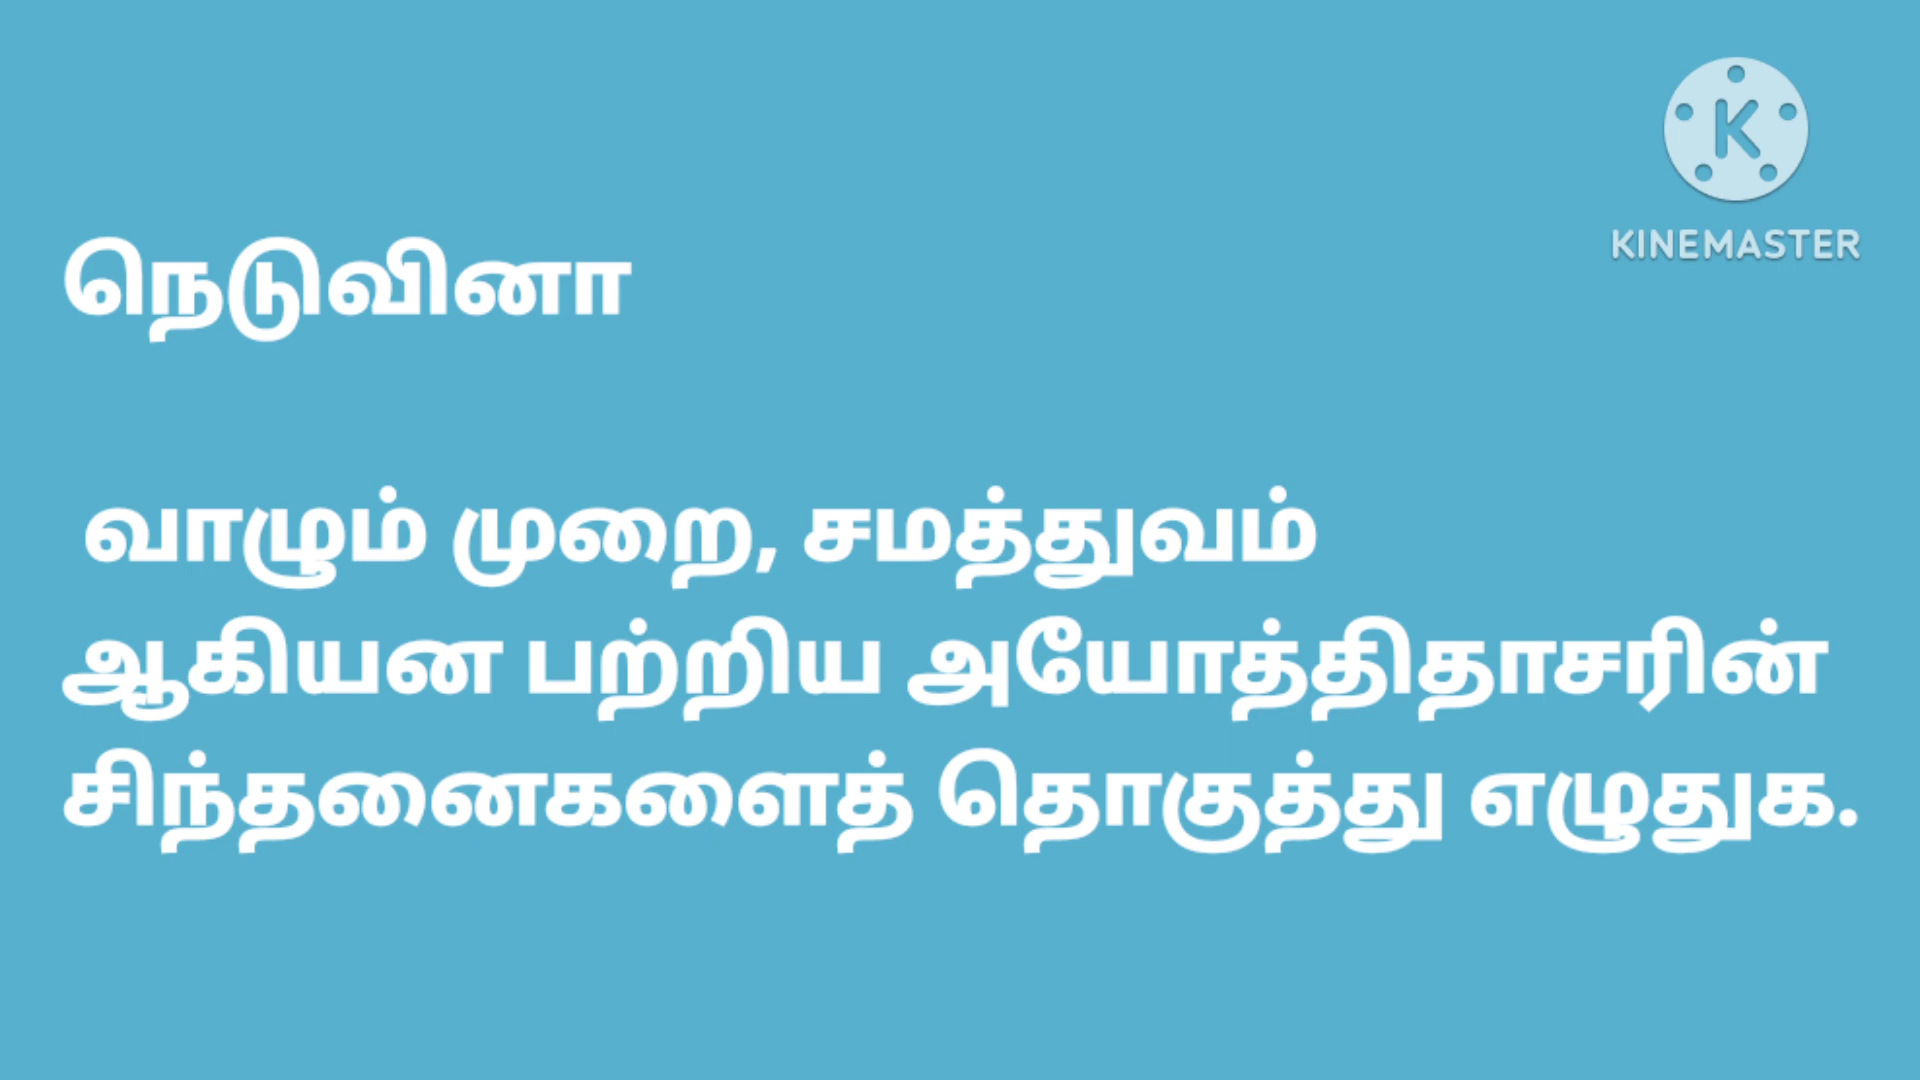 KINEMASTER
நெடுவினா
வாழும் முறை, சமத்துவம்
ஆகியன பற்றிய அயோத்திதாசரின்
சிந்தனைகளைத் தொகுத்து எழுதுக.